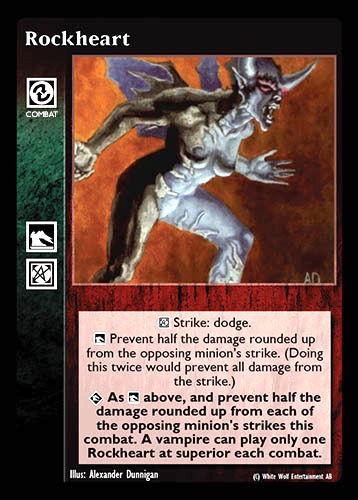 Rockheart
COMBAT
AD
Strike: dodge.
Prevent half the damage rounded up
from the opposing minion's strike. (Doing
this twice would prevent all damage from
the strike.)
As above, and prevent half the
damage rounded up from each of
the opposing minion's strikes this
combat. A vampire can play only one
Rockheart at superior each combat.
Illus: Alexander Dunnigan
(C) White Wolf Entertainment AB